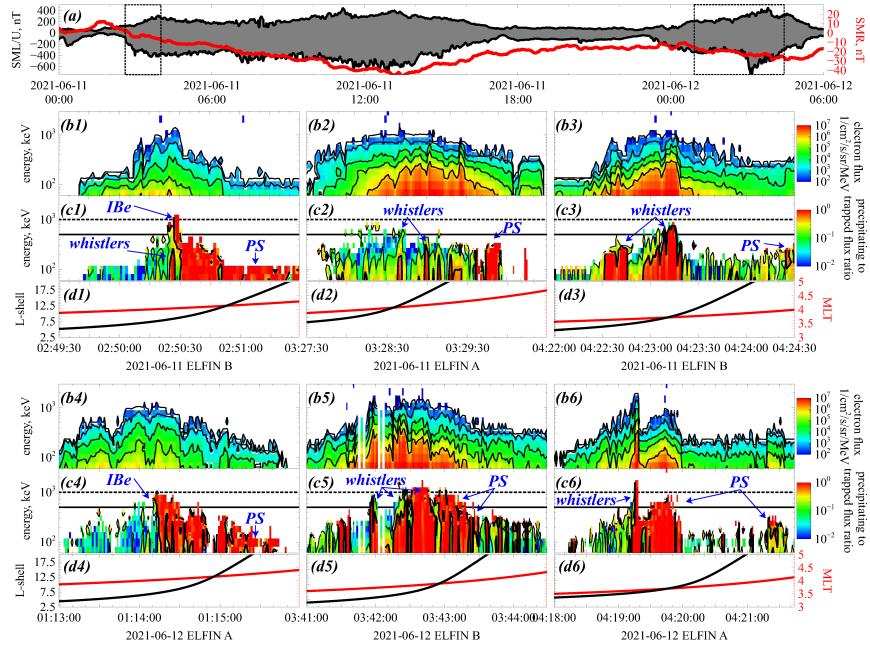 (a)
SML/U, nT
400
200
0
−200
−400
−600
20
10
0
−10
−20
−30
−40
SMR, nT
2021-06-11 2021-06-11 2021-06-11 2021-06-11 2021-06-12 2021-06-12
00:00 06:00 12:00 18:00 00:00 06:00
(b1) (b2) (b3)
energy, keV
10³
10²
10⁷
10⁶
10⁵
10⁴
10³
10²
electron flux
1/cm²/s/sr/MeV
(c1) (c2) (c3)
IBe
whistlers
PS
whistlers
PS
whistlers
PS
energy, keV
10³
10²
10⁰
10⁻¹
10⁻²
precipitating to
trapped flux ratio
(d1) (d2) (d3)
L-shell
17.5
12.5
7.5
2.5
5
4.5
4
3.5
3
MLT
02:49:30 02:50:00 02:50:30 02:51:00 03:27:30 03:28:30 03:29:30 04:22:00 04:22:30 04:23:00 04:23:30 04:24:00 04:24:30
2021-06-11 ELFIN B 2021-06-11 ELFIN A 2021-06-11 ELFIN B
(b4) (b5) (b6)
energy, keV
10³
10²
10⁷
10⁶
10⁵
10⁴
10³
10²
electron flux
1/cm²/s/sr/MeV
(c4) (c5) (c6)
IBe
PS
whistlers
PS
whistlers
PS
energy, keV
10³
10²
10⁰
10⁻¹
10⁻²
precipitating to
trapped flux ratio
(d4) (d5) (d6)
L-shell
17.5
12.5
7.5
2.5
5
4.5
4
3.5
3
MLT
01:13:00 01:14:00 01:15:00 03:41:00 03:42:00 03:43:00 03:44:00 04:18:00 04:19:00 04:20:00 04:21:00
2021-06-12 ELFIN A 2021-06-12 ELFIN B 2021-06-12 ELFIN A